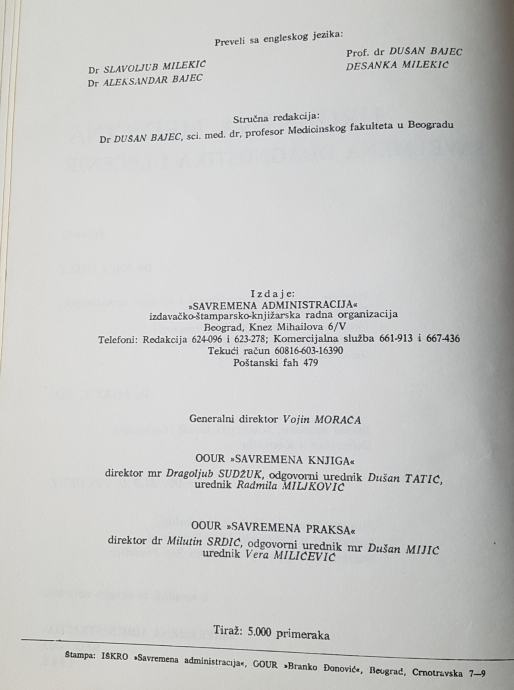 Preveli sa engleskog jezika:
Dr SLAVOLJUB MILEKIĆ
Dr ALEKSANDAR BAJEC
Prof. dr DUŠAN BAJEC
DESANKA MILEKIĆ
Stručna redakcija:
Dr DUŠAN BAJEC, sci. med. dr, profesor Medicinskog fakulteta u Beogradu
Izdaje:
»SAVREMENA ADMINISTRACIJA«
izdavačko-štamparsko-knjižarska radna organizacija
Beograd, Knez Mihailova 6/V
Telefoni: Redakcija 624-096 i 623-278; Komercijalna služba 661-913 i 667-436
Tekući račun 60816-603-16390
Poštanski fah 479
Generalni direktor Vojin MORAČA
OOUR »SAVREMENA KNJIGA«
direktor mr Dragoljub SUDŽUK, odgovorni urednik Dušan TATIĆ,
urednik Radmila MILJKOVIĆ
OOUR »SAVREMENA PRAKSA«
direktor dr Milutin SRDIĆ, odgovorni urednik mr Dušan MIJIĆ
urednik Vera MILIĆEVIĆ
Tiraž: 5.000 primeraka
Štampa: IŠKRO »Savremena administracija«, OOUR »Branko Đonović«, Beograd, Crnotravska 7—9